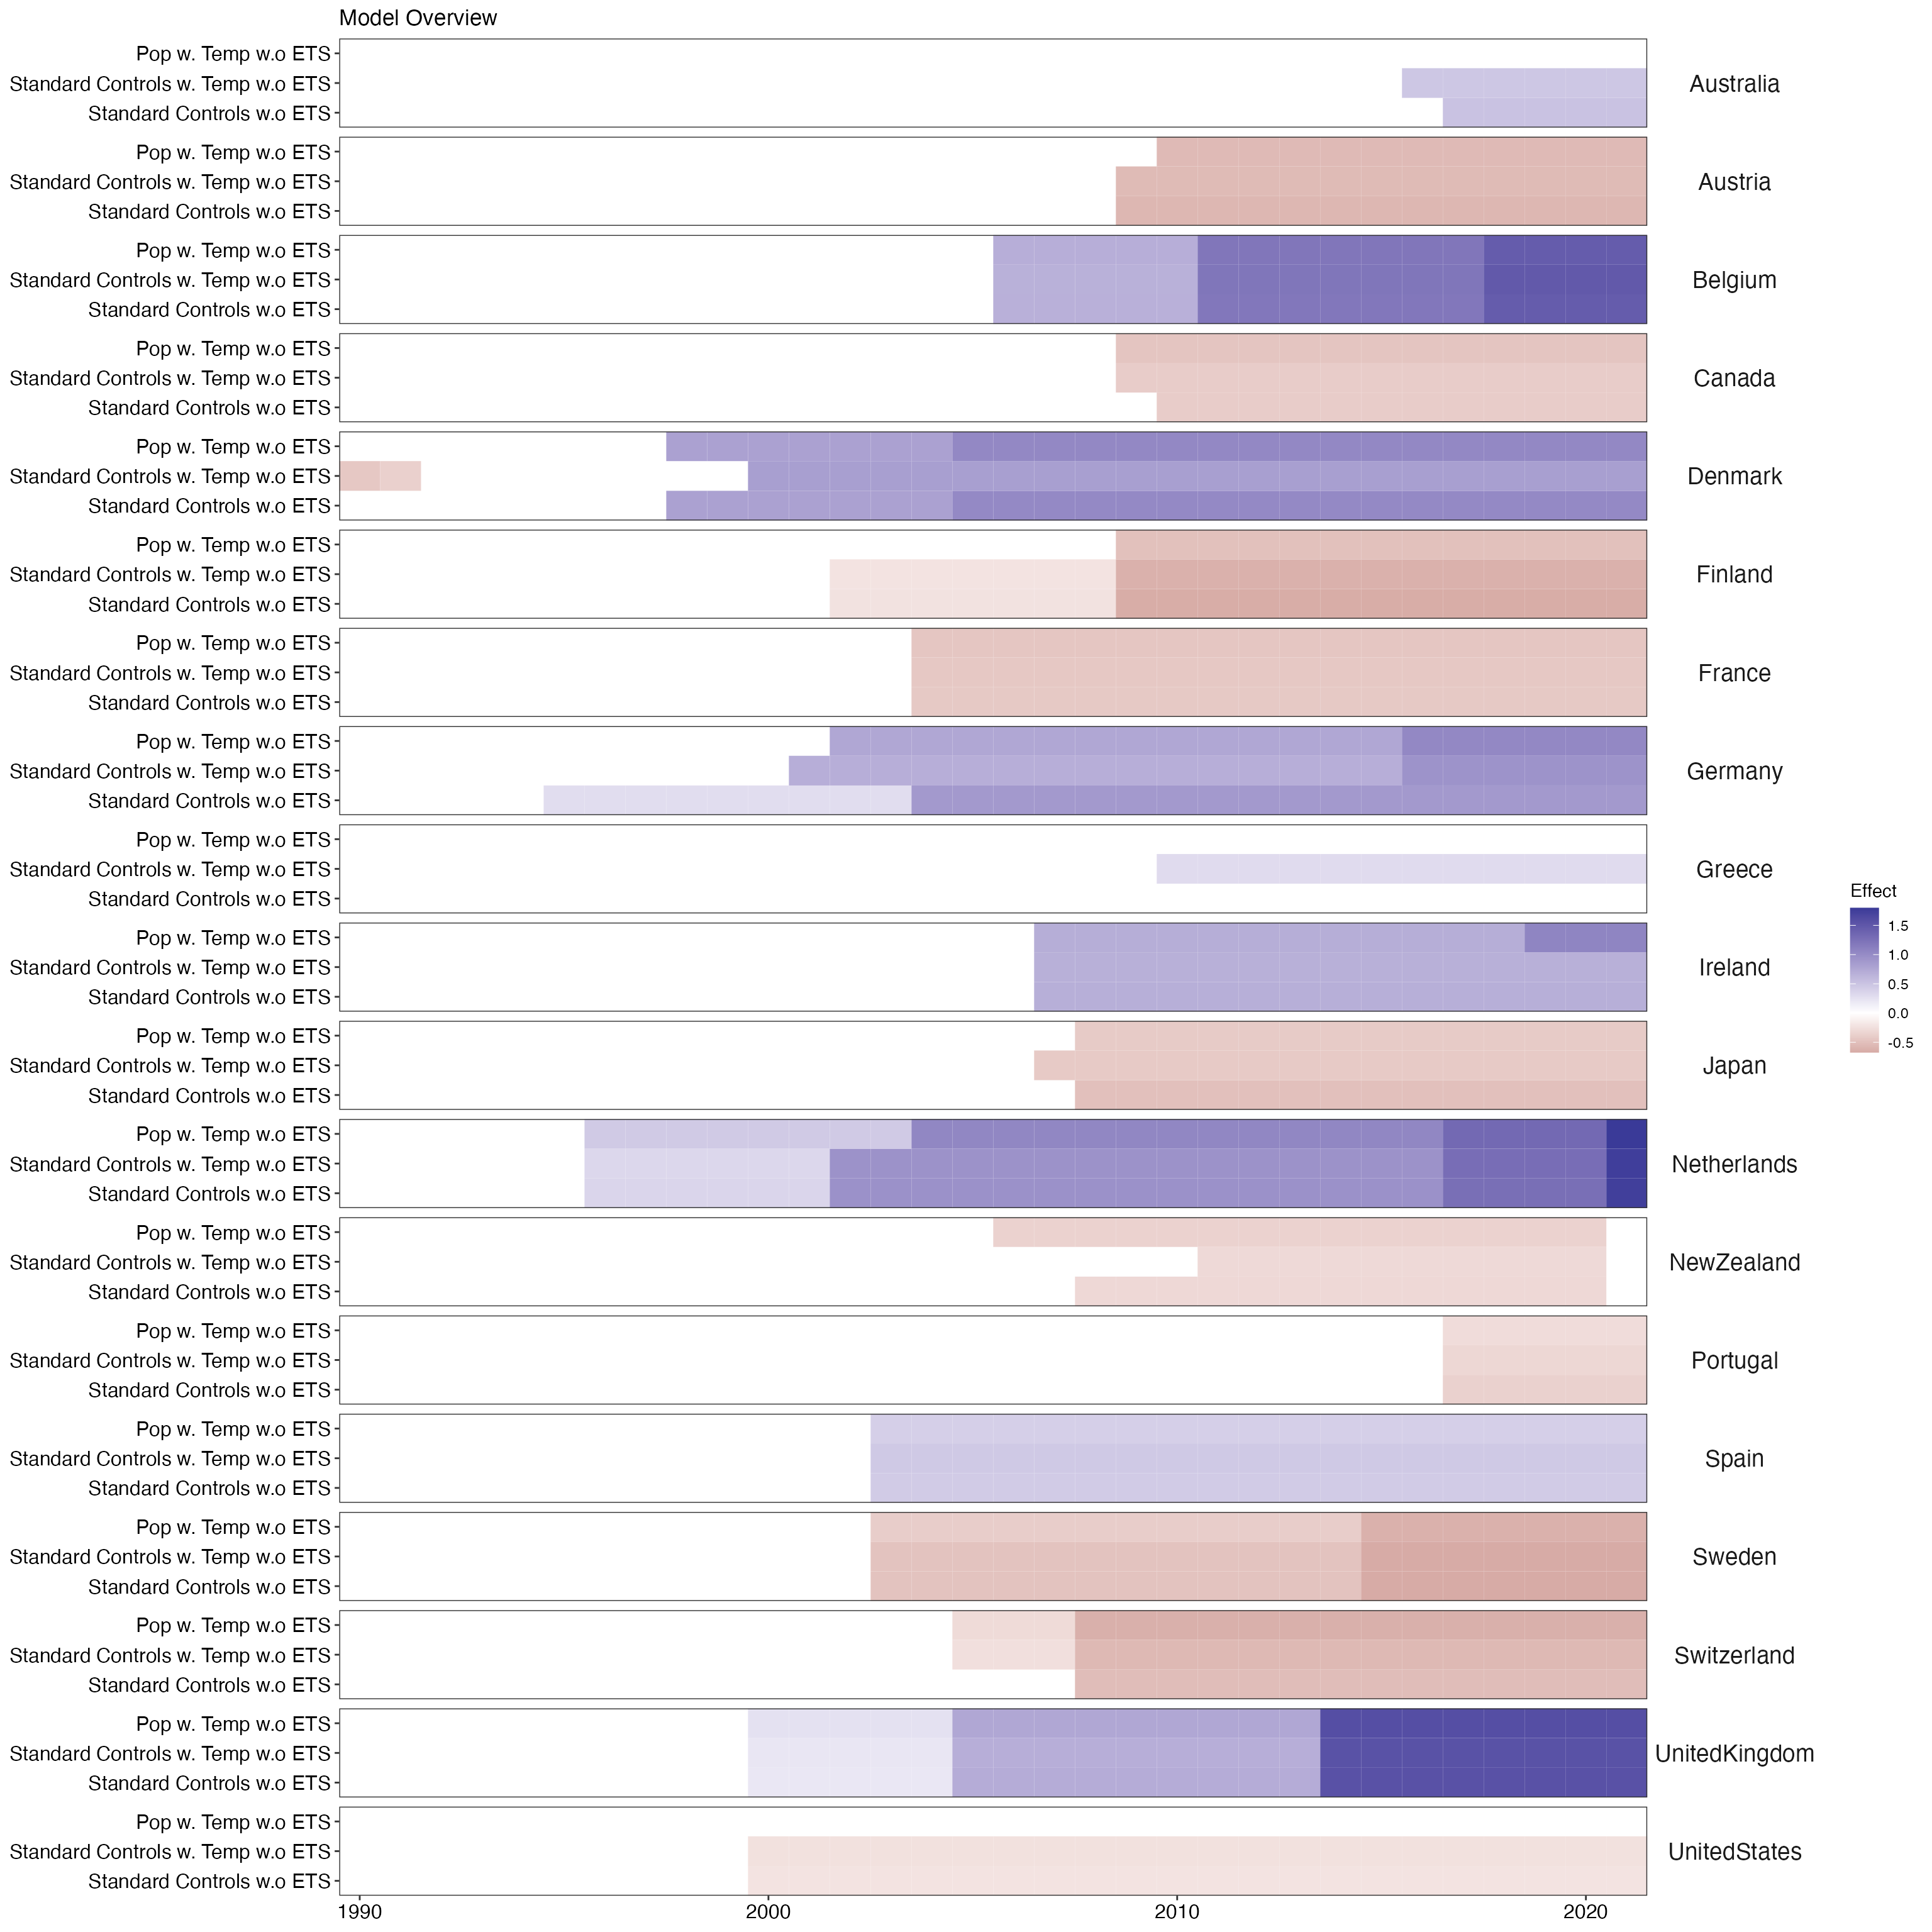 Model Overview
Pop w. Temp w.o ETS
Standard Controls w. Temp w.o ETS
Standard Controls w.o ETS
Australia
Pop w. Temp w.o ETS
Standard Controls w. Temp w.o ETS
Standard Controls w.o ETS
Austria
Pop w. Temp w.o ETS
Standard Controls w. Temp w.o ETS
Standard Controls w.o ETS
Belgium
Pop w. Temp w.o ETS
Standard Controls w. Temp w.o ETS
Standard Controls w.o ETS
Canada
Pop w. Temp w.o ETS
Standard Controls w. Temp w.o ETS
Standard Controls w.o ETS
Denmark
Pop w. Temp w.o ETS
Standard Controls w. Temp w.o ETS
Standard Controls w.o ETS
Finland
Pop w. Temp w.o ETS
Standard Controls w. Temp w.o ETS
Standard Controls w.o ETS
France
Pop w. Temp w.o ETS
Standard Controls w. Temp w.o ETS
Standard Controls w.o ETS
Germany
Pop w. Temp w.o ETS
Standard Controls w. Temp w.o ETS
Standard Controls w.o ETS
Greece
Pop w. Temp w.o ETS
Standard Controls w. Temp w.o ETS
Standard Controls w.o ETS
Ireland
Pop w. Temp w.o ETS
Standard Controls w. Temp w.o ETS
Standard Controls w.o ETS
Japan
Pop w. Temp w.o ETS
Standard Controls w. Temp w.o ETS
Standard Controls w.o ETS
Netherlands
Pop w. Temp w.o ETS
Standard Controls w. Temp w.o ETS
Standard Controls w.o ETS
NewZealand
Pop w. Temp w.o ETS
Standard Controls w. Temp w.o ETS
Standard Controls w.o ETS
Portugal
Pop w. Temp w.o ETS
Standard Controls w. Temp w.o ETS
Standard Controls w.o ETS
Spain
Pop w. Temp w.o ETS
Standard Controls w. Temp w.o ETS
Standard Controls w.o ETS
Sweden
Pop w. Temp w.o ETS
Standard Controls w. Temp w.o ETS
Standard Controls w.o ETS
Switzerland
Pop w. Temp w.o ETS
Standard Controls w. Temp w.o ETS
Standard Controls w.o ETS
UnitedKingdom
Pop w. Temp w.o ETS
Standard Controls w. Temp w.o ETS
Standard Controls w.o ETS
UnitedStates
1990 2000 2010 2020
Effect
1.5
1.0
0.5
0.0
-0.5